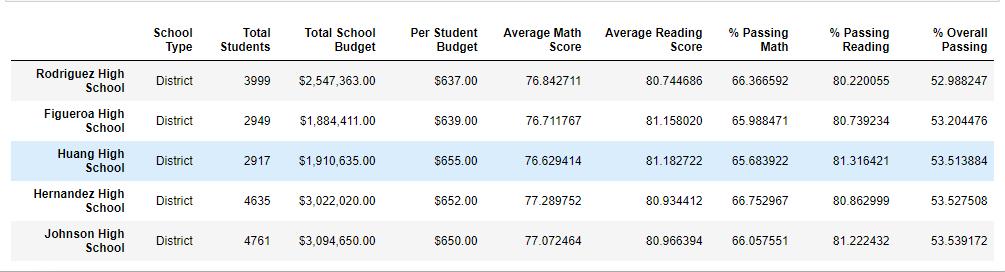 School Type Total Students Total School Budget Per Student Budget Average Math Score Average Reading Score % Passing Math % Passing Reading % Overall Passing
Rodriguez High School District 3999 $2,547,363.00 $637.00 76.842711 80.744686 66.366592 80.220055 52.988247
Figueroa High School District 2949 $1,884,411.00 $639.00 76.711767 81.158020 65.988471 80.739234 53.204476
Huang High School District 2917 $1,910,635.00 $655.00 76.629414 81.182722 65.683922 81.316421 53.513884
Hernandez High School District 4635 $3,022,020.00 $652.00 77.289752 80.934412 66.752967 80.862999 53.527508
Johnson High School District 4761 $3,094,650.00 $650.00 77.072464 80.966394 66.057551 81.222432 53.539172